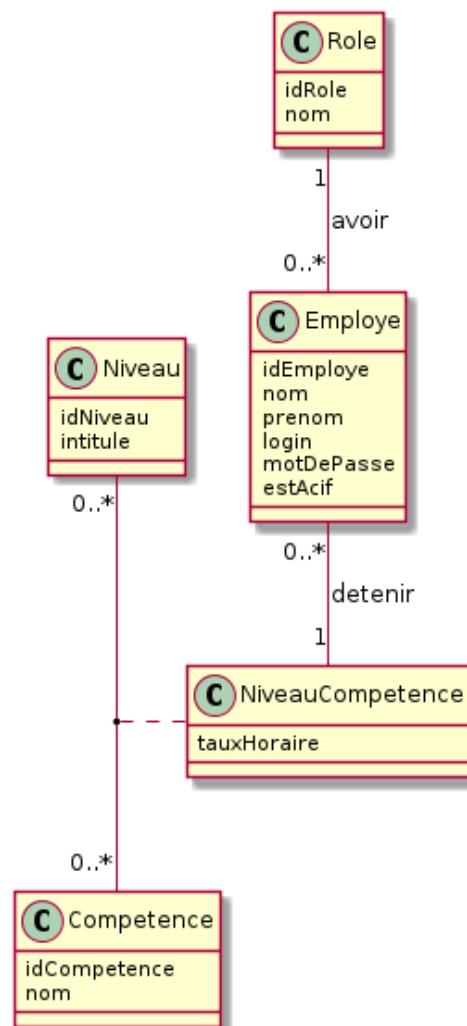 C Role
idRole
nom
1
avoir
0..*
C Employe
idEmploye
nom
prenom
login
motDePasse
estAcif
C Niveau
idNiveau
intitule
0..*
0..*
detenir
1
C NiveauCompetence
tauxHoraire
0..*
C Competence
idCompetence
nom